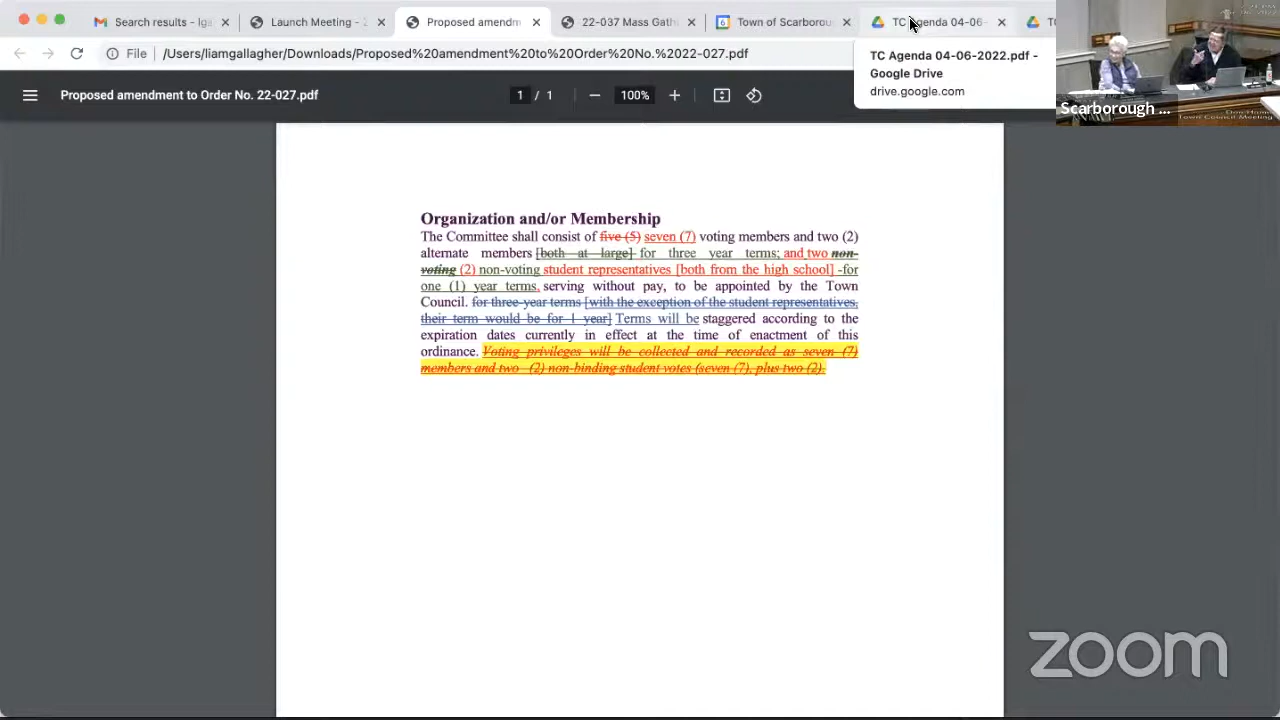 Search results - lga
Launch Meeting - Z
Proposed amendm
22-037 Mass Gath
Town of Scarborou
TC Agenda 04-06-
TC
File
/Users/liamgallagher/Downloads/Proposed%20amendment%20to%20Order%20No.%2022-027.pdf
TC Agenda 04-06-2022.pdf -
Google Drive
drive.google.com
Proposed amendment to Order No. 22-027.pdf
1 / 1
100%
Scarborough ...
Town Council Meeting
Organization and/or Membership
The Committee shall consist of five (5) seven (7) voting members and two (2)
alternate members [both at large] for three year terms; and two non-
voting (2) non-voting student representatives [both from the high school] -for
one (1) year terms, serving without pay, to be appointed by the Town
Council. for three-year terms [with the exception of the student representatives,
their term would be for 1 year] Terms will be staggered according to the
expiration dates currently in effect at the time of enactment of this
ordinance. Voting privileges will be collected and recorded as seven (7)
members and two (2) non-binding student votes (seven (7), plus two (2).
zoom